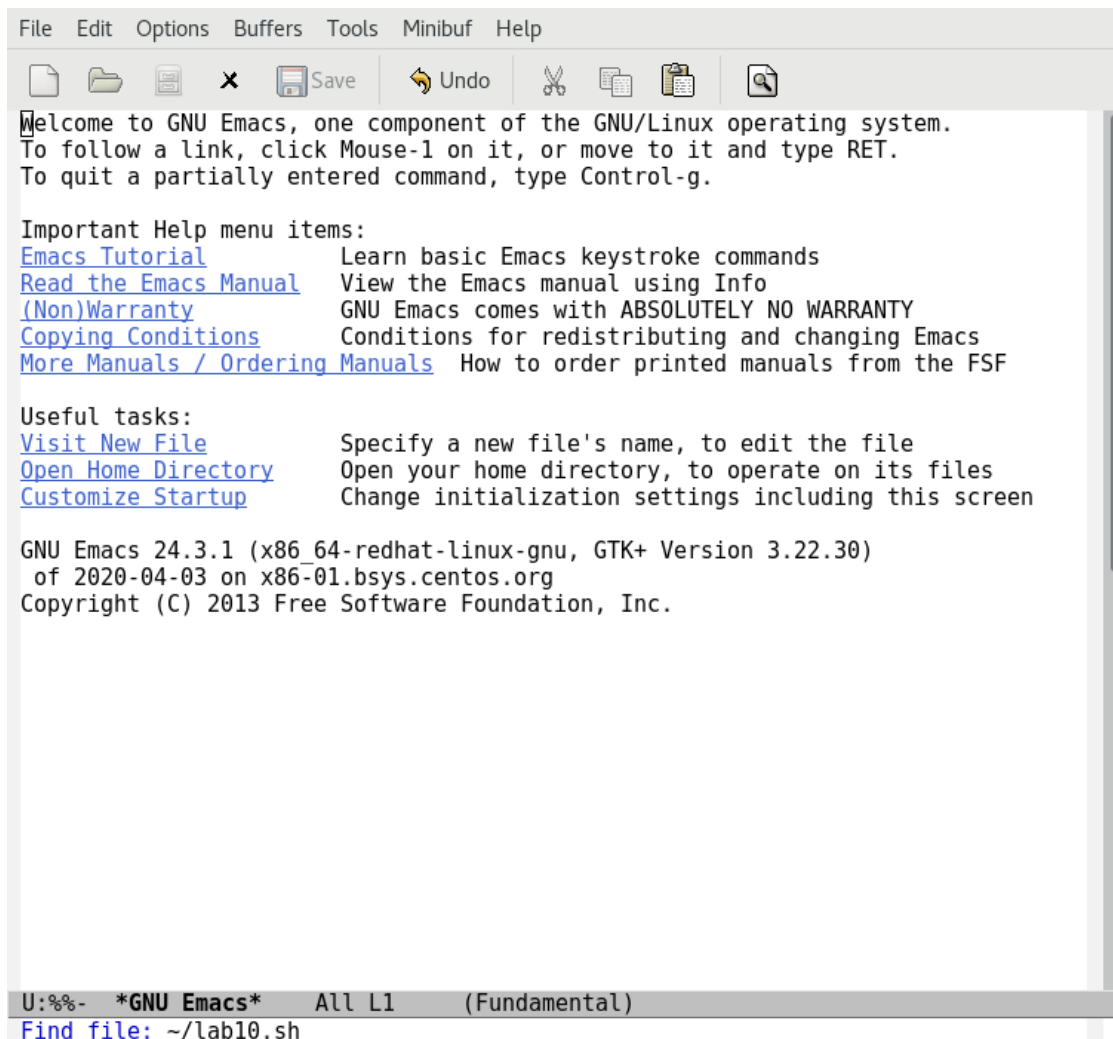 File Edit Options Buffers Tools Minibuf Help
Save Undo
Welcome to GNU Emacs, one component of the GNU/Linux operating system.
To follow a link, click Mouse-1 on it, or move to it and type RET.
To quit a partially entered command, type Control-g.
Important Help menu items:
Emacs Tutorial Learn basic Emacs keystroke commands
Read the Emacs Manual View the Emacs manual using Info
(Non)Warranty GNU Emacs comes with ABSOLUTELY NO WARRANTY
Copying Conditions Conditions for redistributing and changing Emacs
More Manuals / Ordering Manuals How to order printed manuals from the FSF
Useful tasks:
Visit New File Specify a new file's name, to edit the file
Open Home Directory Open your home directory, to operate on its files
Customize Startup Change initialization settings including this screen
GNU Emacs 24.3.1 (x86_64-redhat-linux-gnu, GTK+ Version 3.22.30)
of 2020-04-03 on x86-01.bsys.centos.org
Copyright (C) 2013 Free Software Foundation, Inc.
U:%%- *GNU Emacs* All L1 (Fundamental)
Find file: ~/lab10.sh